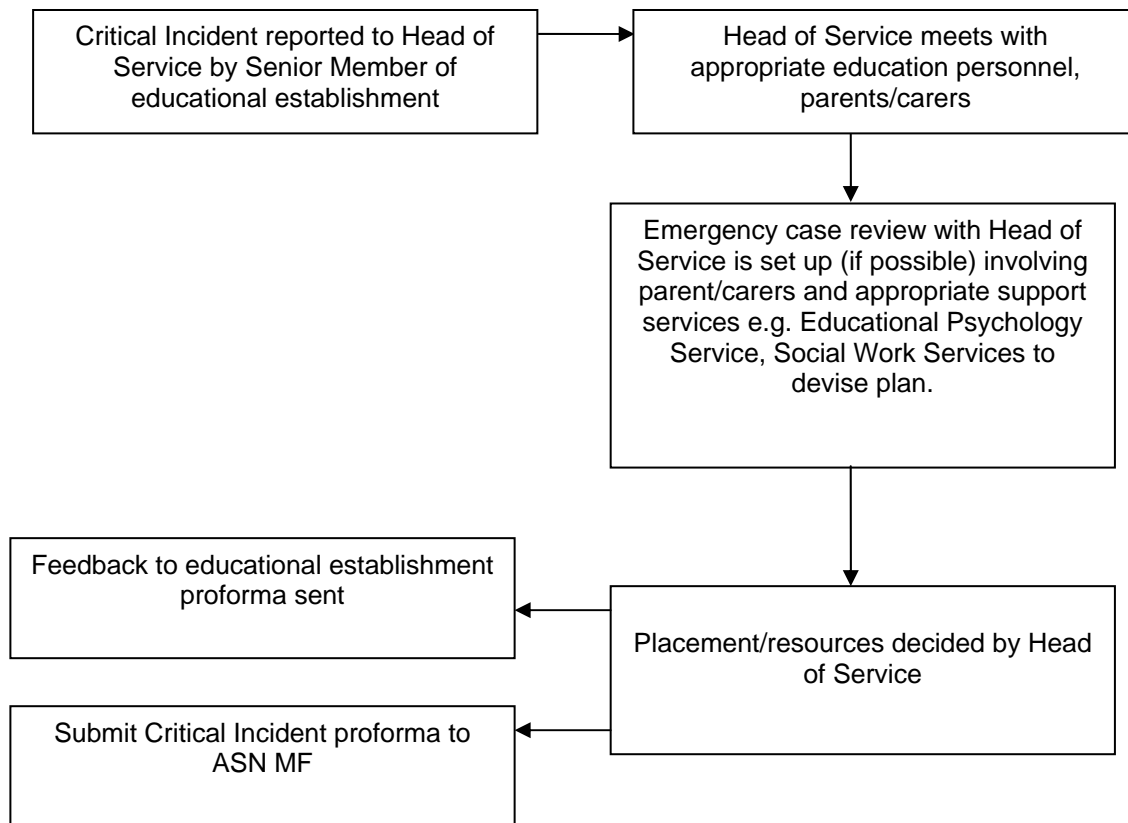 Critical Incident reported to Head of
Service by Senior Member of
educational establishment
Head of Service meets with
appropriate education personnel,
parents/carers
Emergency case review with Head of
Service is set up (if possible) involving
parent/carers and appropriate support
services e.g. Educational Psychology
Service, Social Work Services to
devise plan.
Feedback to educational establishment
proforma sent
Placement/resources decided by Head
of Service
Submit Critical Incident proforma to
ASN MF